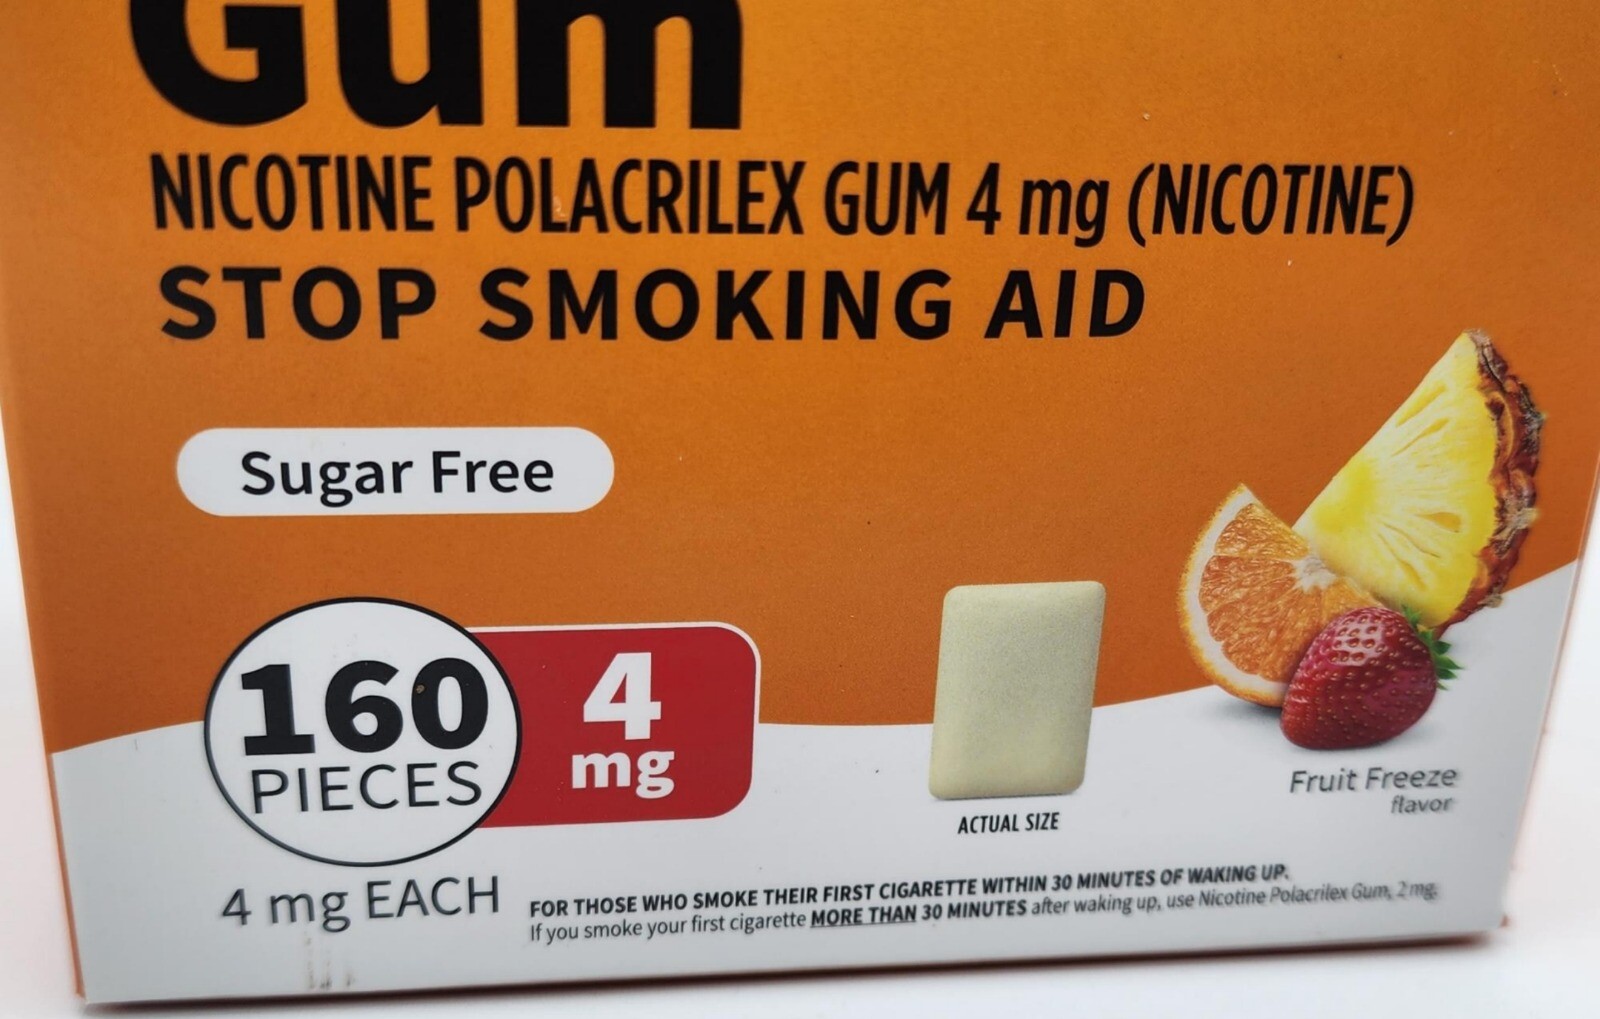 Gum
NICOTINE POLACRILEX GUM 4 mg (NICOTINE)
STOP SMOKING AID
Sugar Free
160
PIECES
4
mg
4 mg EACH
ACTUAL SIZE
Fruit Freeze
flavor
FOR THOSE WHO SMOKE THEIR FIRST CIGARETTE WITHIN 30 MINUTES OF WAKING UP.
If you smoke your first cigarette MORE THAN 30 MINUTES after waking up, use Nicotine Polacrilex Gum, 2 mg.